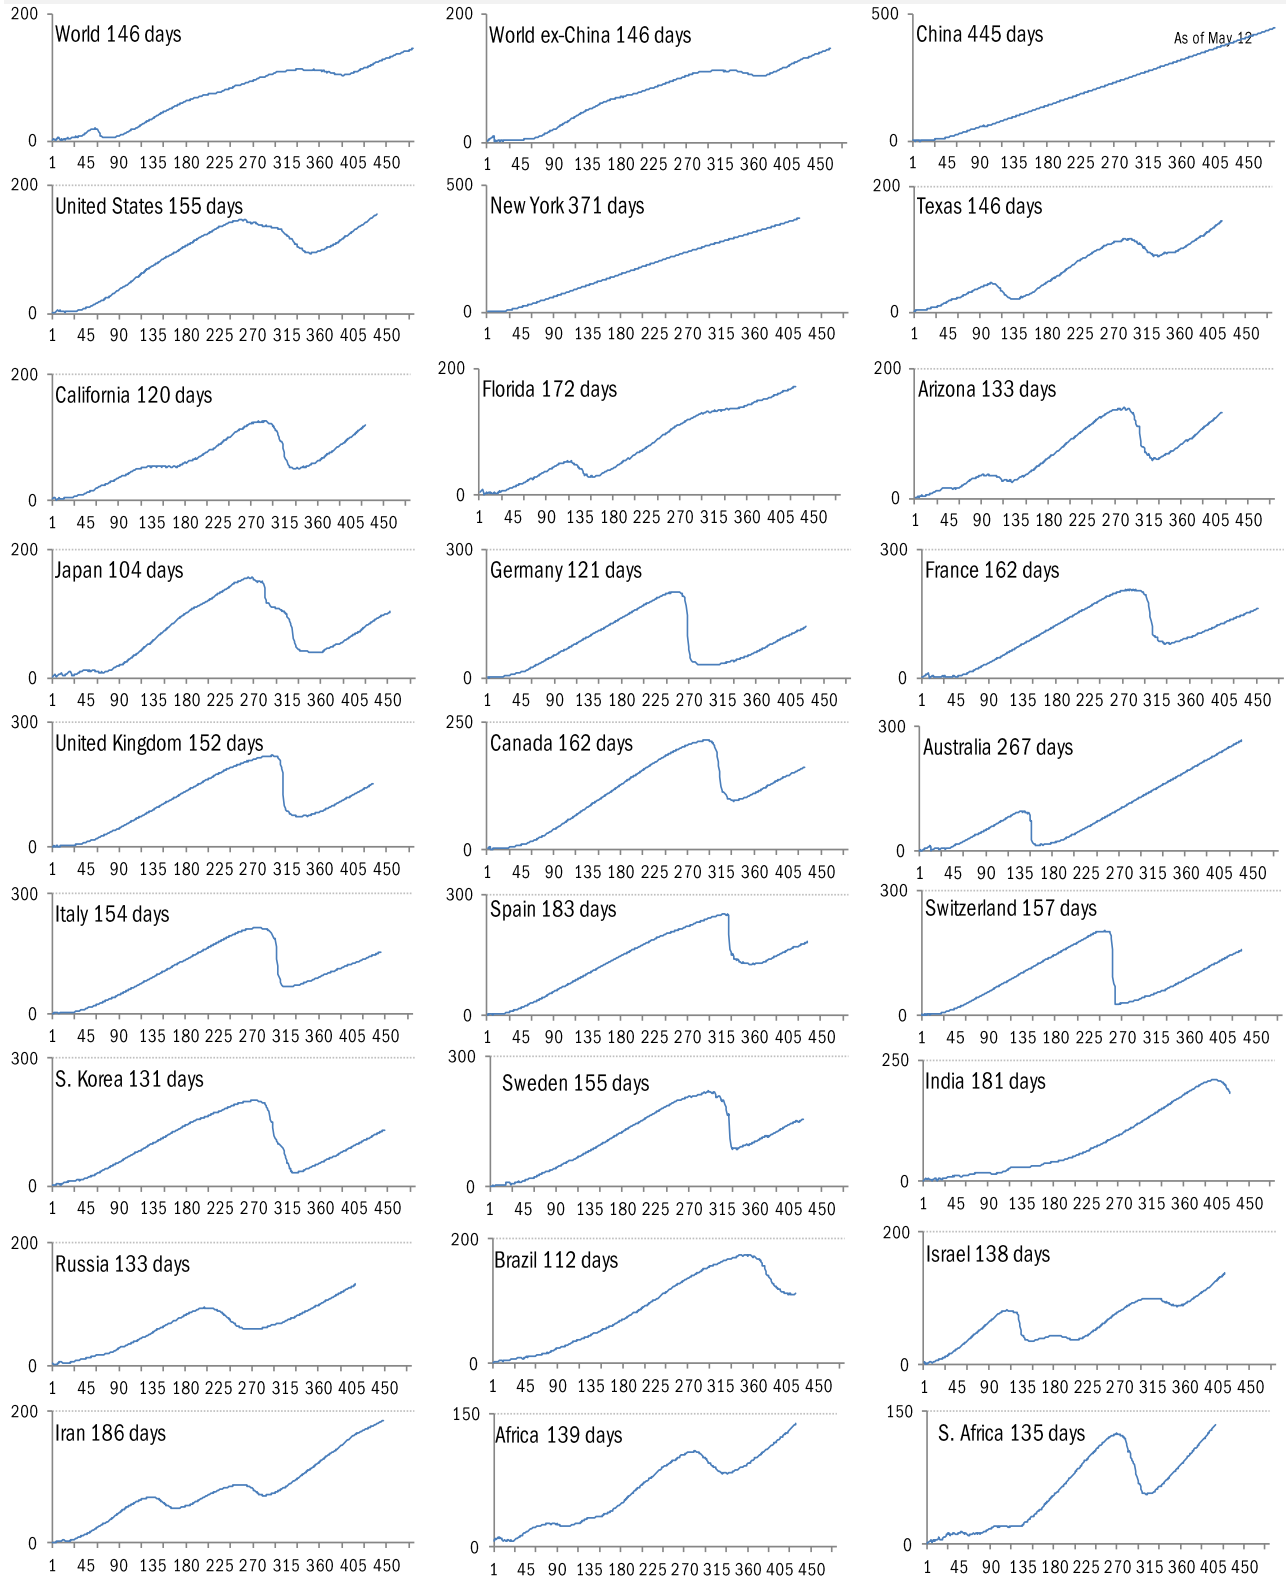 200
World 146 days
0
1 45 90 135 180 225 270 315 360 405 450
200
World ex-China 146 days
0
1 45 90 135 180 225 270 315 360 405 450
500
China 445 days
As of May 12
0
1 45 90 135 180 225 270 315 360 405 450
200
United States 155 days
0
1 45 90 135 180 225 270 315 360 405 450
500
New York 371 days
0
1 45 90 135 180 225 270 315 360 405 450
200
Texas 146 days
0
1 45 90 135 180 225 270 315 360 405 450
200
California 120 days
0
1 45 90 135 180 225 270 315 360 405 450
200
Florida 172 days
0
1 45 90 135 180 225 270 315 360 405 450
200
Arizona 133 days
0
1 45 90 135 180 225 270 315 360 405 450
200
Japan 104 days
0
1 45 90 135 180 225 270 315 360 405 450
300
Germany 121 days
0
1 45 90 135 180 225 270 315 360 405 450
300
France 162 days
0
1 45 90 135 180 225 270 315 360 405 450
300
United Kingdom 152 days
0
1 45 90 135 180 225 270 315 360 405 450
250
Canada 162 days
0
1 45 90 135 180 225 270 315 360 405 450
300
Australia 267 days
0
1 45 90 135 180 225 270 315 360 405 450
300
Italy 154 days
0
1 45 90 135 180 225 270 315 360 405 450
300
Spain 183 days
0
1 45 90 135 180 225 270 315 360 405 450
300
Switzerland 157 days
0
1 45 90 135 180 225 270 315 360 405 450
300
S. Korea 131 days
0
1 45 90 135 180 225 270 315 360 405 450
300
Sweden 155 days
0
1 45 90 135 180 225 270 315 360 405 450
250
India 181 days
0
1 45 90 135 180 225 270 315 360 405 450
200
Russia 133 days
0
1 45 90 135 180 225 270 315 360 405 450
200
Brazil 112 days
0
1 45 90 135 180 225 270 315 360 405 450
200
Israel 138 days
0
1 45 90 135 180 225 270 315 360 405 450
200
Iran 186 days
0
1 45 90 135 180 225 270 315 360 405 450
150
Africa 139 days
0
1 45 90 135 180 225 270 315 360 405 450
150
S. Africa 135 days
0
1 45 90 135 180 225 270 315 360 405 450